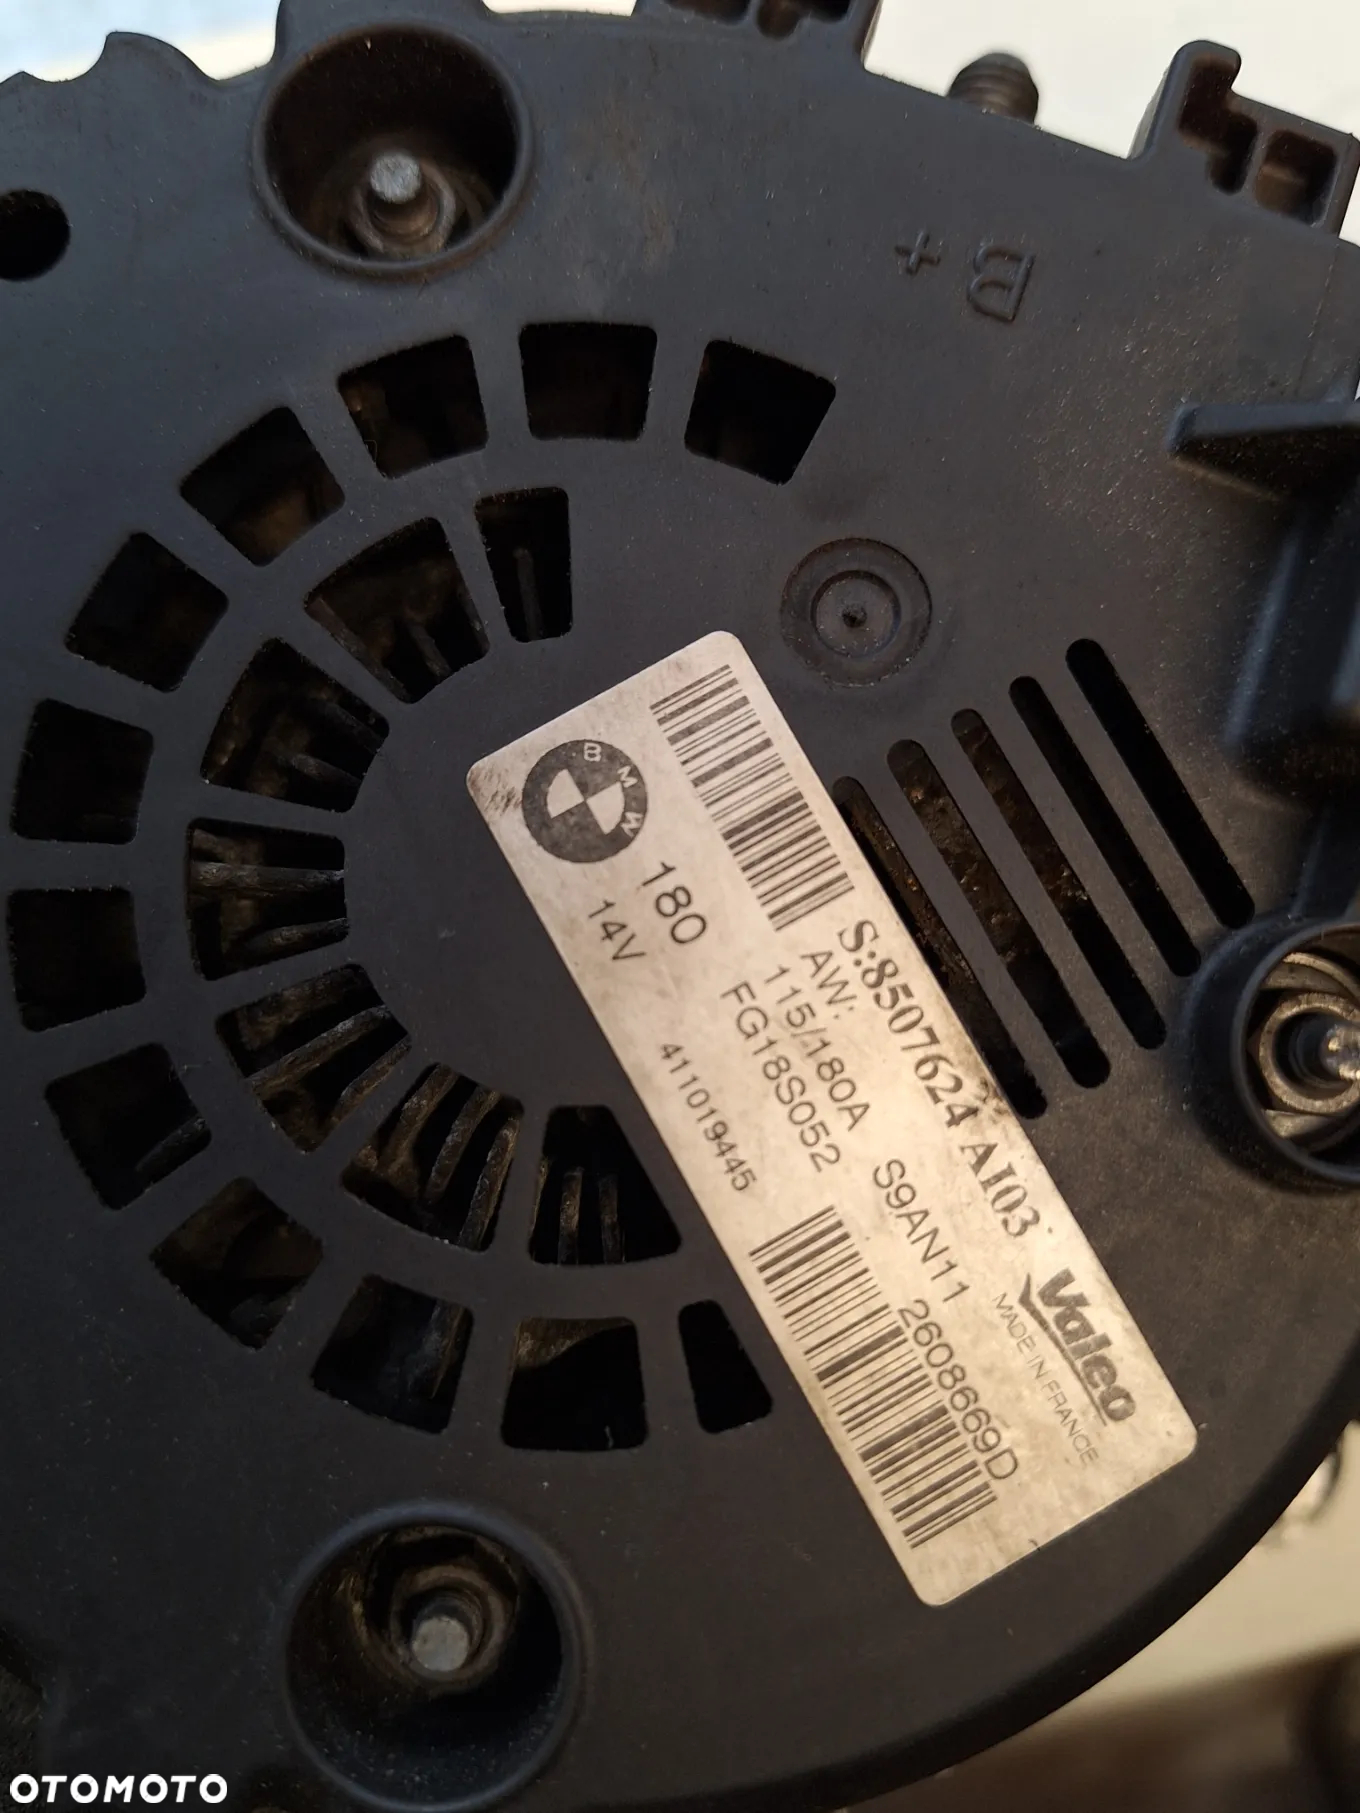 B+
BMW
180
14V
S:8507624 AI03
AW:
115/180A S9AN11
FG18S052 2608669D
411019445
Valeo
MADE IN FRANCE
OTOMOTO